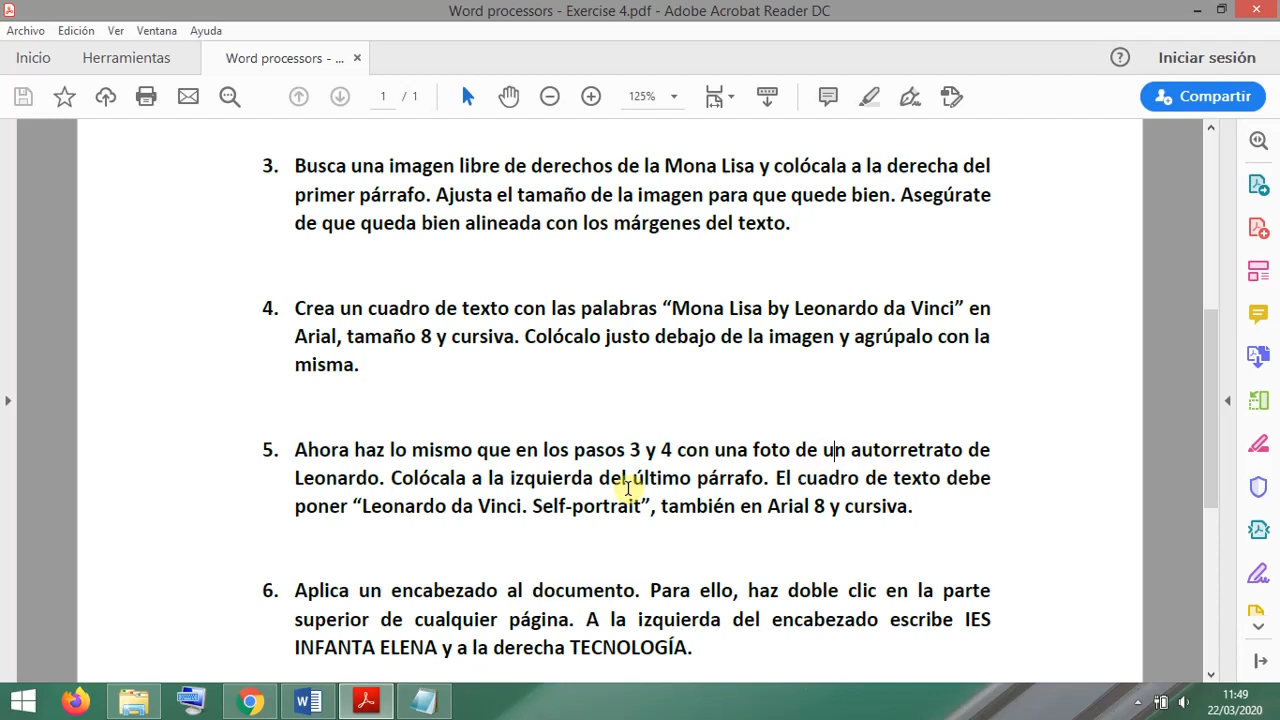 Word processors - Exercise 4.pdf - Adobe Acrobat Reader DC
Archivo Edición Ver Ventana Ayuda
Inicio Herramientas Word processors - ... × Iniciar sesión
1 / 1 125% Compartir
3. Busca una imagen libre de derechos de la Mona Lisa y colócala a la derecha del
primer párrafo. Ajusta el tamaño de la imagen para que quede bien. Asegúrate
de que queda bien alineada con los márgenes del texto.
4. Crea un cuadro de texto con las palabras “Mona Lisa by Leonardo da Vinci” en
Arial, tamaño 8 y cursiva. Colócalo justo debajo de la imagen y agrúpalo con la
misma.
5. Ahora haz lo mismo que en los pasos 3 y 4 con una foto de un autorretrato de
Leonardo. Colócala a la izquierda del último párrafo. El cuadro de texto debe
poner “Leonardo da Vinci. Self-portrait”, también en Arial 8 y cursiva.
6. Aplica un encabezado al documento. Para ello, haz doble clic en la parte
superior de cualquier página. A la izquierda del encabezado escribe IES
INFANTA ELENA y a la derecha TECNOLOGÍA.
11:49
22/03/2020